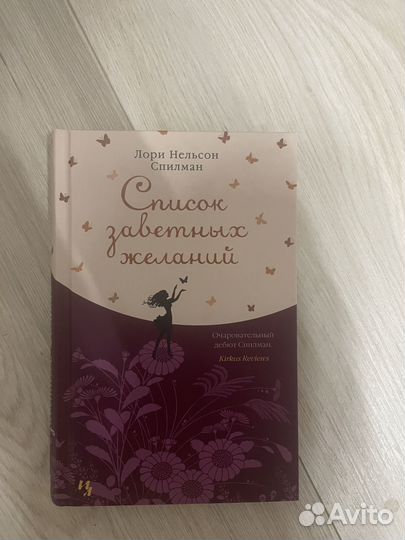 Лори Нельсон
Спилман
Список
заветных
желаний
Очаровательный
дебют Спилман.
Kirkus Reviews
Avito